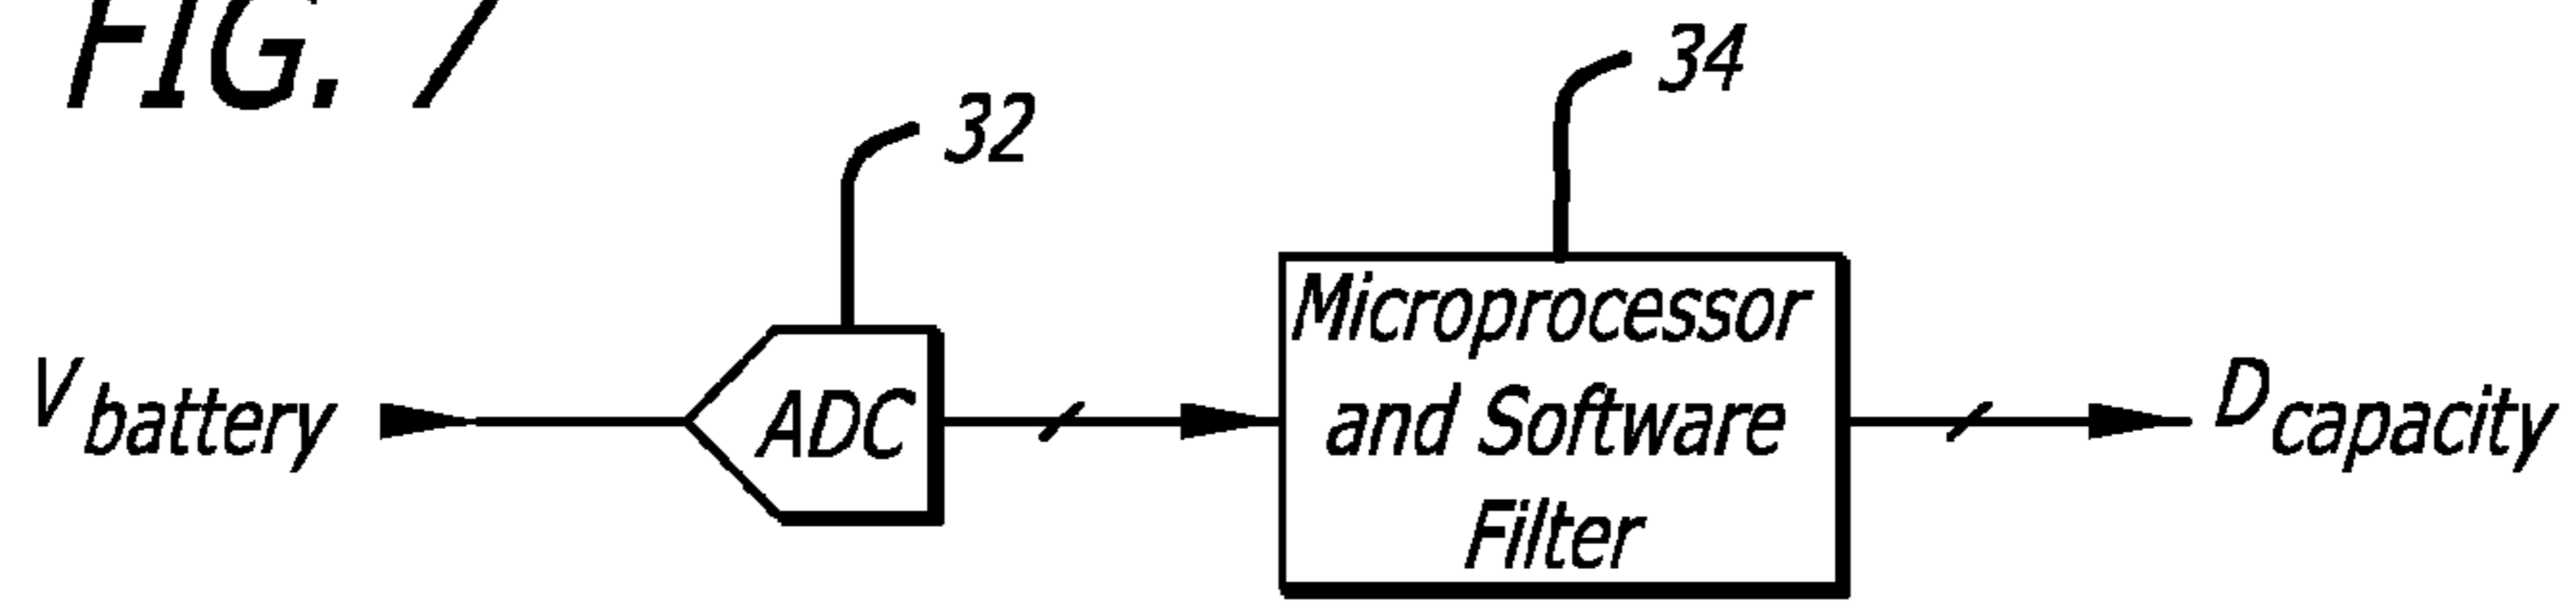 FIG. 7
32
34
V battery
ADC
Microprocessor
and Software
Filter
D capacity